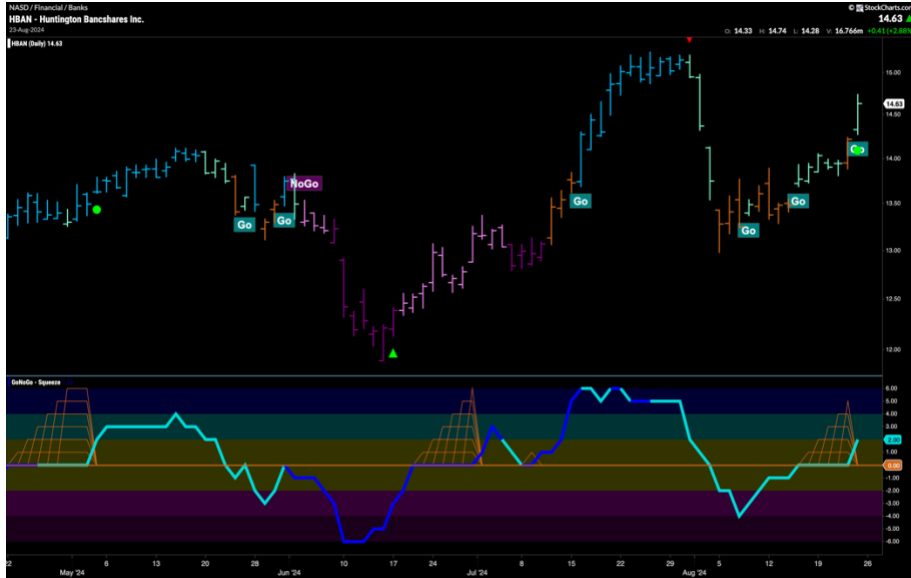 NASD / Financial / Banks
© StockCharts.com
HBAN - Huntington Bancshares Inc.
14.63
23-Aug-2024
O: 14.33 H: 14.74 L: 14.28 V: 16.766m +0.41 (+2.88%)
HBAN (Daily) 14.63
15.00
14.63
14.50
Go
14.00
NoGo
13.50
Go
Go
Go
Go
Go
13.00
12.50
12.00
GoNoGo - Squeeze
6.00
5.00
4.00
3.00
2.00
1.00
0.00
-1.00
-2.00
-3.00
-4.00
-5.00
-6.00
22 May '24 6 13 20 28 Jun '24 10 17 24 Jul '24 8 15 22 Aug '24 5 12 19 26